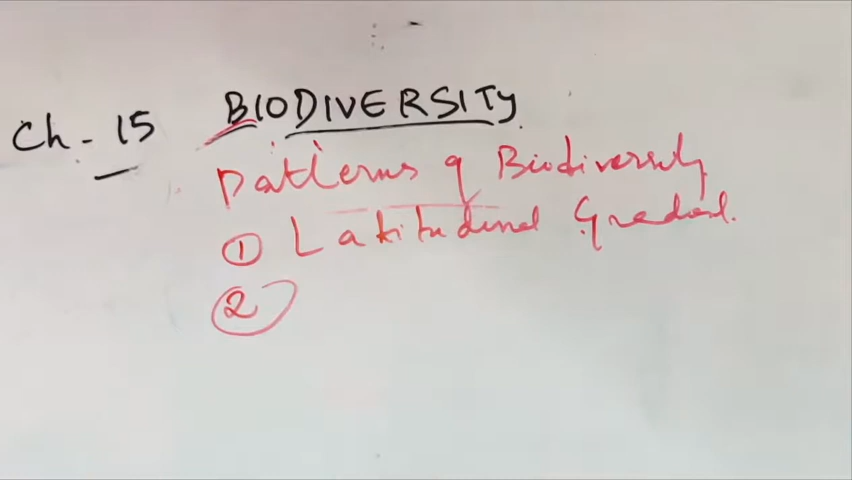 Ch - 15 BIODIVERSITY
Patterns of Biodiversity
① Latitudinal Gradient.
②